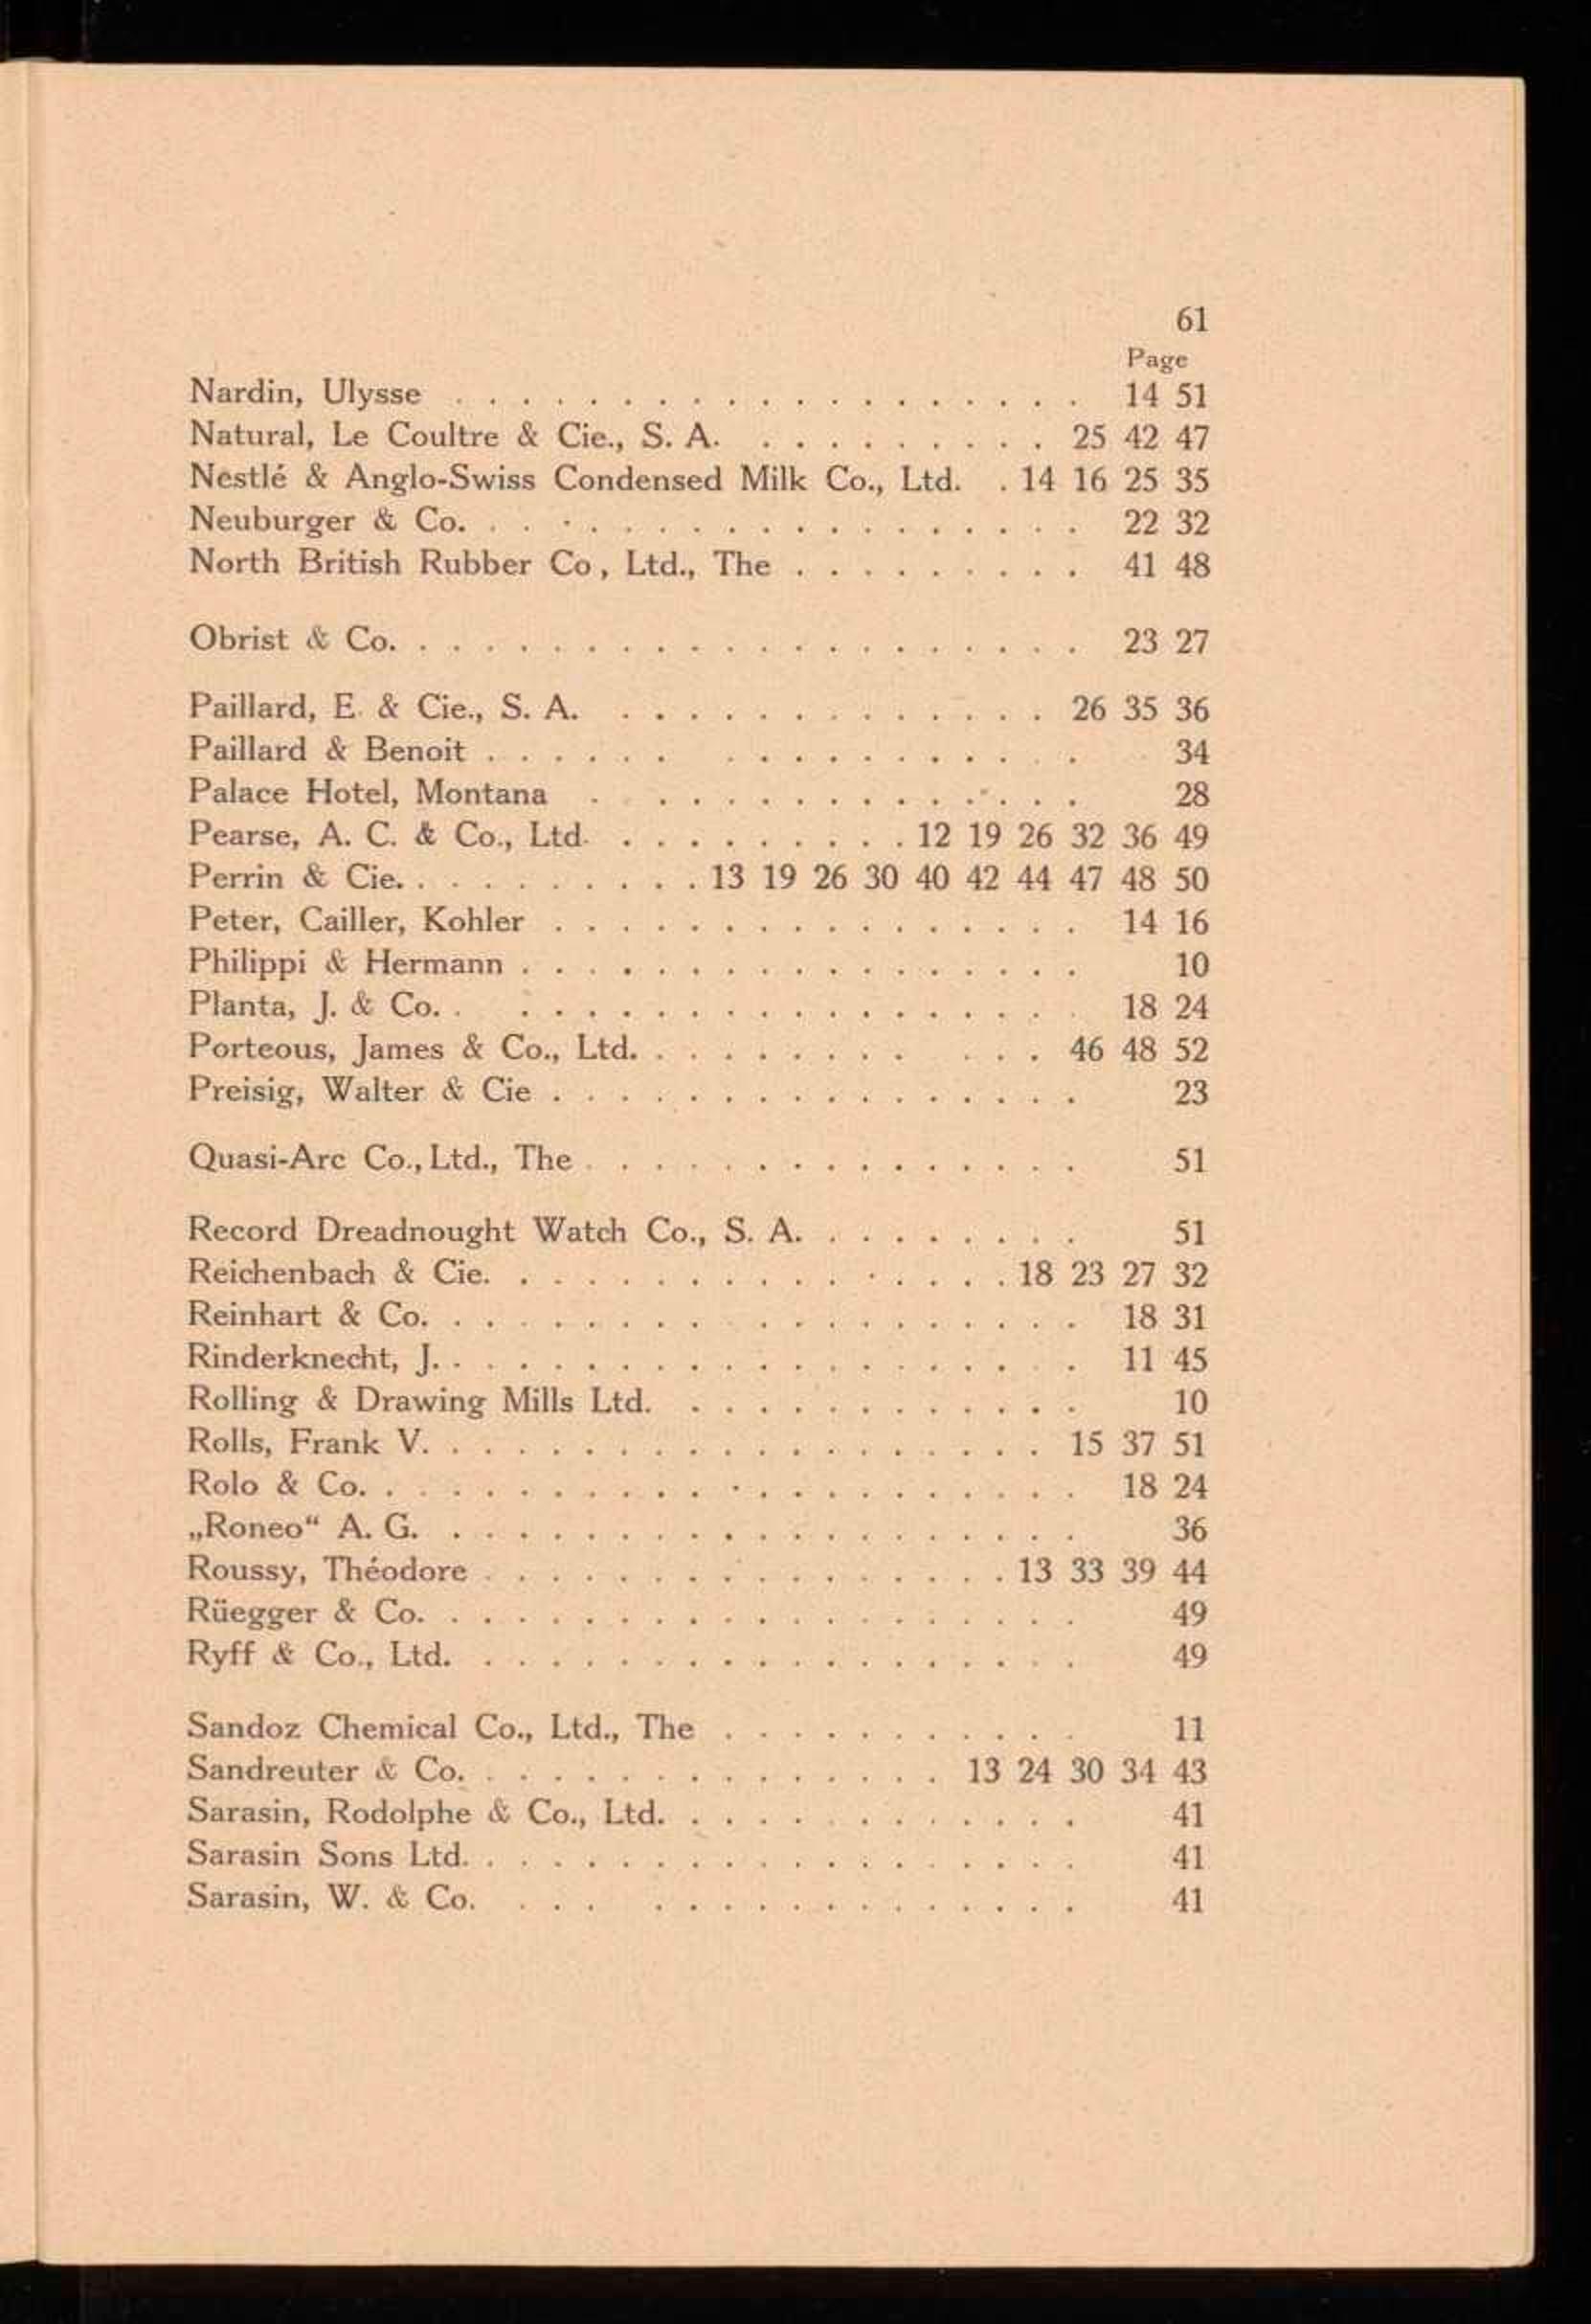 61
Page
Nardin, Ulysse . . . . . . . . . . . . . . . . . . . 14 51
Natural, Le Coultre & Cie., S. A. . . . . . . . . . 25 42 47
Nestlé & Anglo-Swiss Condensed Milk Co., Ltd. . 14 16 25 35
Neuburger & Co. . . . . . . . . . . . . . . . . . . 22 32
North British Rubber Co, Ltd., The . . . . . . . . . 41 48
Obrist & Co. . . . . . . . . . . . . . . . . . . . . 23 27
Paillard, E. & Cie., S. A. . . . . . . . . . . . . . 26 35 36
Paillard & Benoit . . . . . . . . . . . . . . . . . 34
Palace Hotel, Montana . . . . . . . . . . . . . . 28
Pearse, A. C. & Co., Ltd. . . . . . . . . . 12 19 26 32 36 49
Perrin & Cie. . . . . . . . . . 13 19 26 30 40 42 44 47 48 50
Peter, Cailler, Kohler . . . . . . . . . . . . . . . . 14 16
Philippi & Hermann . . . . . . . . . . . . . . . . . 10
Planta, J. & Co. . . . . . . . . . . . . . . . . . . 18 24
Porteous, James & Co., Ltd. . . . . . . . . . . . 46 48 52
Preisig, Walter & Cie . . . . . . . . . . . . . . . . 23
Quasi-Arc Co., Ltd., The . . . . . . . . . . . . . . . 51
Record Dreadnought Watch Co., S. A. . . . . . . . . 51
Reichenbach & Cie. . . . . . . . . . . . . . . . 18 23 27 32
Reinhart & Co. . . . . . . . . . . . . . . . . . . 18 31
Rinderknecht, J. . . . . . . . . . . . . . . . . . . . 11 45
Rolling & Drawing Mills Ltd. . . . . . . . . . . . . 10
Rolls, Frank V. . . . . . . . . . . . . . . . . . . 15 37 51
Rolo & Co. . . . . . . . . . . . . . . . . . . . . . 18 24
„Roneo“ A. G. . . . . . . . . . . . . . . . . . . . 36
Roussy, Théodore . . . . . . . . . . . . . . . . 13 33 39 44
Rüegger & Co. . . . . . . . . . . . . . . . . . . . 49
Ryff & Co., Ltd. . . . . . . . . . . . . . . . . . . 49
Sandoz Chemical Co., Ltd., The . . . . . . . . . . . 11
Sandreuter & Co. . . . . . . . . . . . . . . 13 24 30 34 43
Sarasin, Rodolphe & Co., Ltd. . . . . . . . . . . . . 41
Sarasin Sons Ltd. . . . . . . . . . . . . . . . . . . 41
Sarasin, W. & Co. . . . . . . . . . . . . . . . . 41